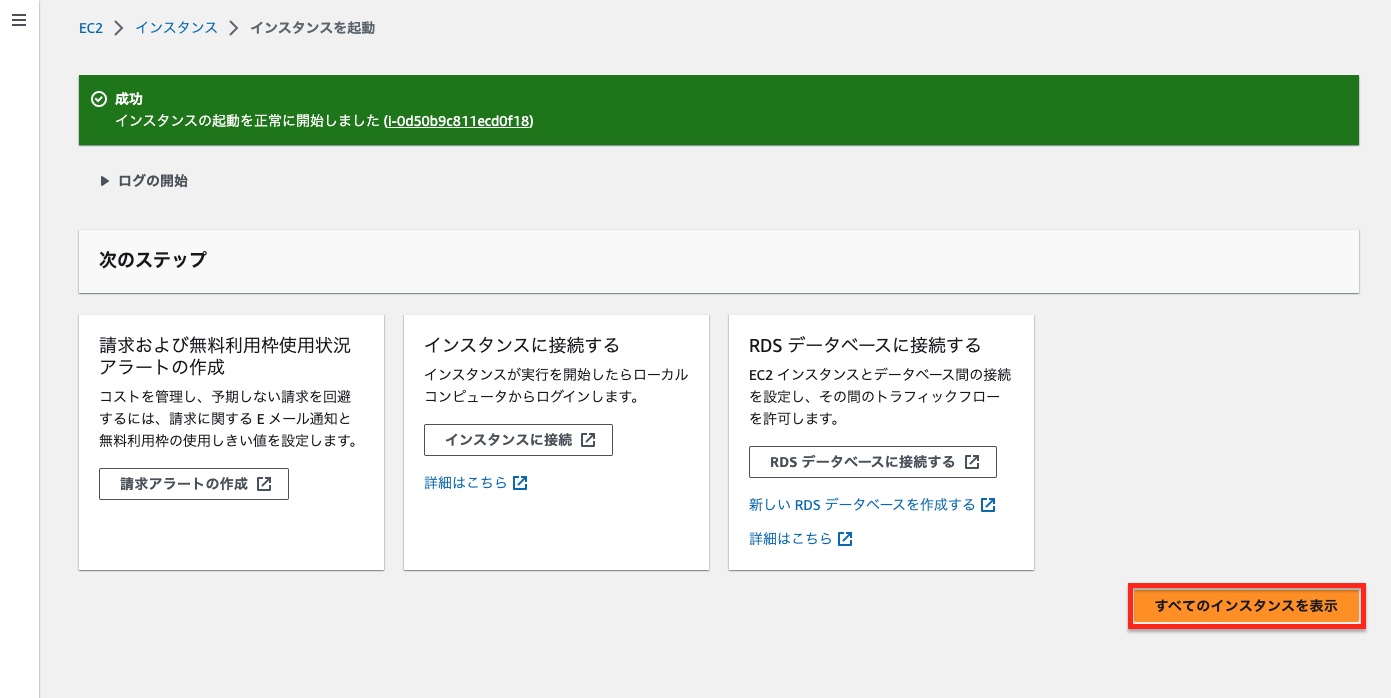 EC2 > インスタンス > インスタンスを起動
成功
インスタンスの起動を正常に開始しました (i-0d50b9c811ecd0f18)
ログの開始
次のステップ
請求および無料利用枠使用状況
アラートの作成
コストを管理し、予期しない請求を回避
するには、請求に関する E メール通知と
無料利用枠の使用しきい値を設定します。
請求アラートの作成
インスタンスに接続する
インスタンスが実行を開始したらローカル
コンピュータからログインします。
インスタンスに接続
詳細はこちら
RDS データベースに接続する
EC2 インスタンスとデータベース間の接続
を設定し、その間のトラフィックフロー
を許可します。
RDS データベースに接続する
新しい RDS データベースを作成する
詳細はこちら
すべてのインスタンスを表示